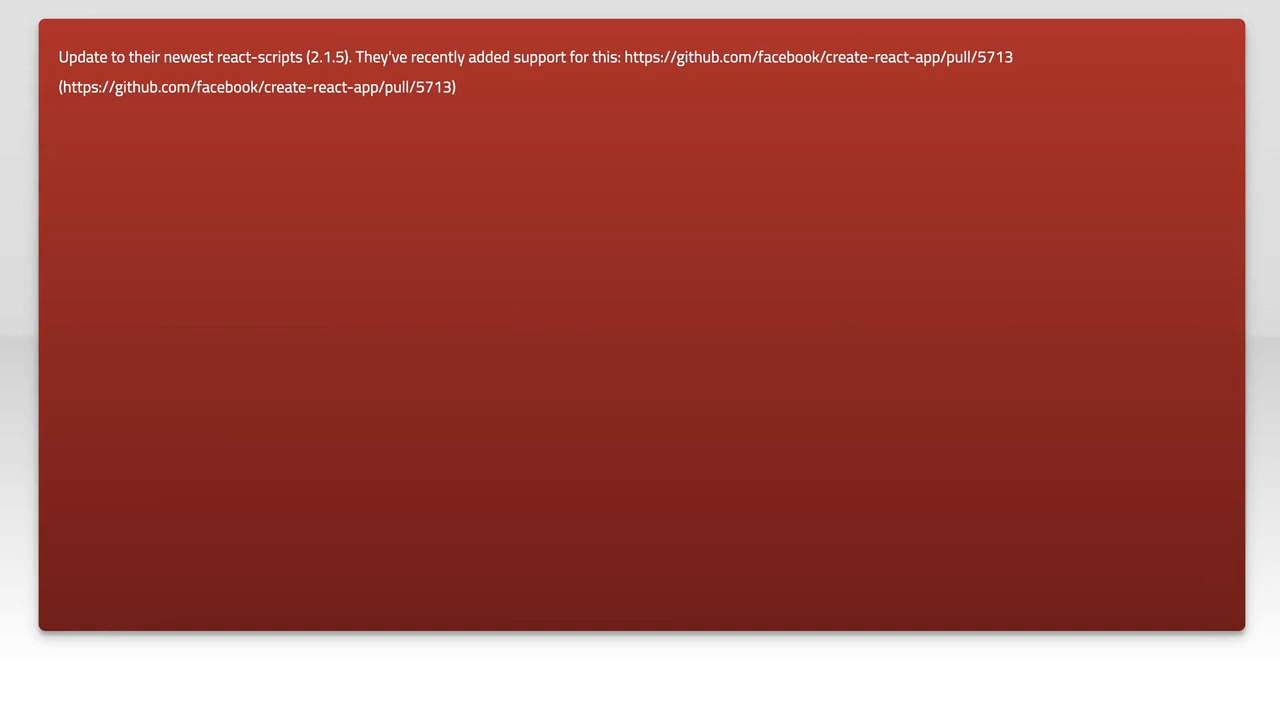 Update to their newest react-scripts (2.1.5). They've recently added support for this: https://github.com/facebook/create-react-app/pull/5713
(https://github.com/facebook/create-react-app/pull/5713)